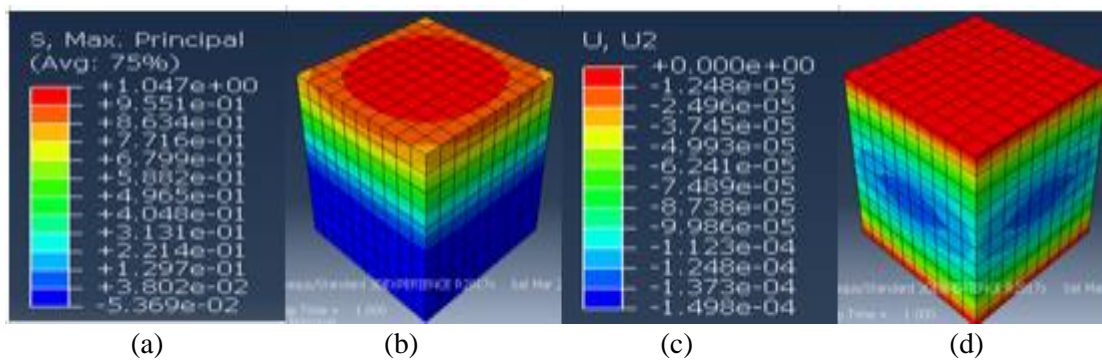 S, Max. Principal
(Avg: 75%)
+1.047e+00
+9.551e-01
+8.634e-01
+7.716e-01
+6.799e-01
+5.882e-01
+4.965e-01
+4.048e-01
+3.131e-01
+2.214e-01
+1.297e-01
+3.802e-02
-5.369e-02
U, U2
+0.000e+00
-1.248e-05
-2.496e-05
-3.745e-05
-4.993e-05
-6.241e-05
-7.489e-05
-8.738e-05
-9.986e-05
-1.123e-04
-1.248e-04
-1.373e-04
-1.498e-04
(a) (b) (c) (d)